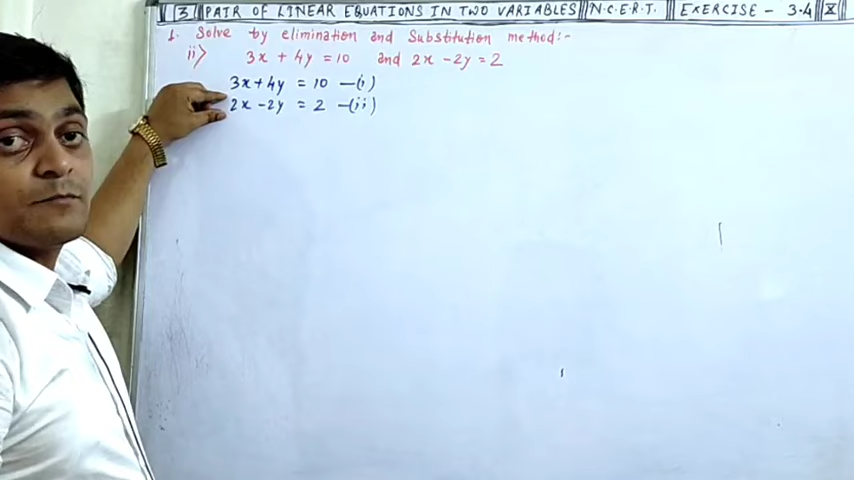 3 PAIR OF LINEAR EQUATIONS IN TWO VARIABLES N.C.E.R.T. EXERCISE - 3.4 X
1. Solve by elimination and Substitution method:-
ii> 3x + 4y = 10 and 2x - 2y = 2
3x + 4y = 10 -(i)
2x - 2y = 2 -(ii)